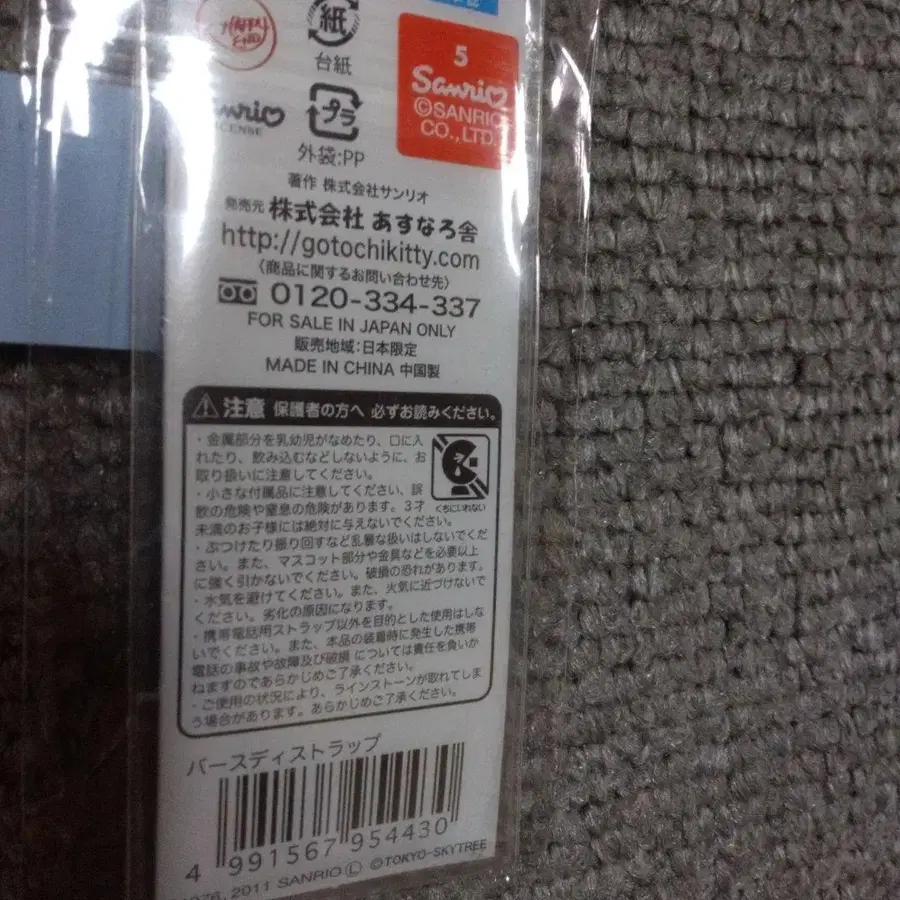 紙
台紙
5
Sanrio
©SANRIO
CO.,LTD.
プラ
LICENSE
外袋:PP
著作 株式会社サンリオ
発売元 株式会社 あすなろ舎
http://gotochikitty.com
〈商品に関するお問い合わせ先〉
0120-334-337
FOR SALE IN JAPAN ONLY
販売地域:日本限定
MADE IN CHINA 中国製
注意 保護者の方へ 必ずお読みください。
・金属部分を乳幼児がなめたり、口に入
れたり、飲み込むなどしないように、お
取り扱いに注意してください。
くちにいれない
・小さな付属品に注意してください、誤
飲の危険や窒息の危険があります。3才
未満のお子様には絶対に与えないでください。
・ぶつけたり振り回すなど乱暴な扱いはしないでくだ
さい。また、マスコット部分や金具などを必要以上
に強く引かないでください。破損の恐れがあります。
・水気を避けてください。また、火気に近づけないで
ください。劣化の原因になります。
・携帯電話用ストラップ以外を目的とした使用はしな
いでください。また、本品の装着時に発生した携帯
電話の事故や故障及び破損 については責任を負いか
ねますのであらかじめご了承ください。
・ご使用の状況により、ラインストーンが取れてしま
う場合があります。あらかじめご了承ください。
バースディストラップ
4 991567 954430
1976, 2011 SANRIO Ⓛ ©TOKYO-SKYTREE